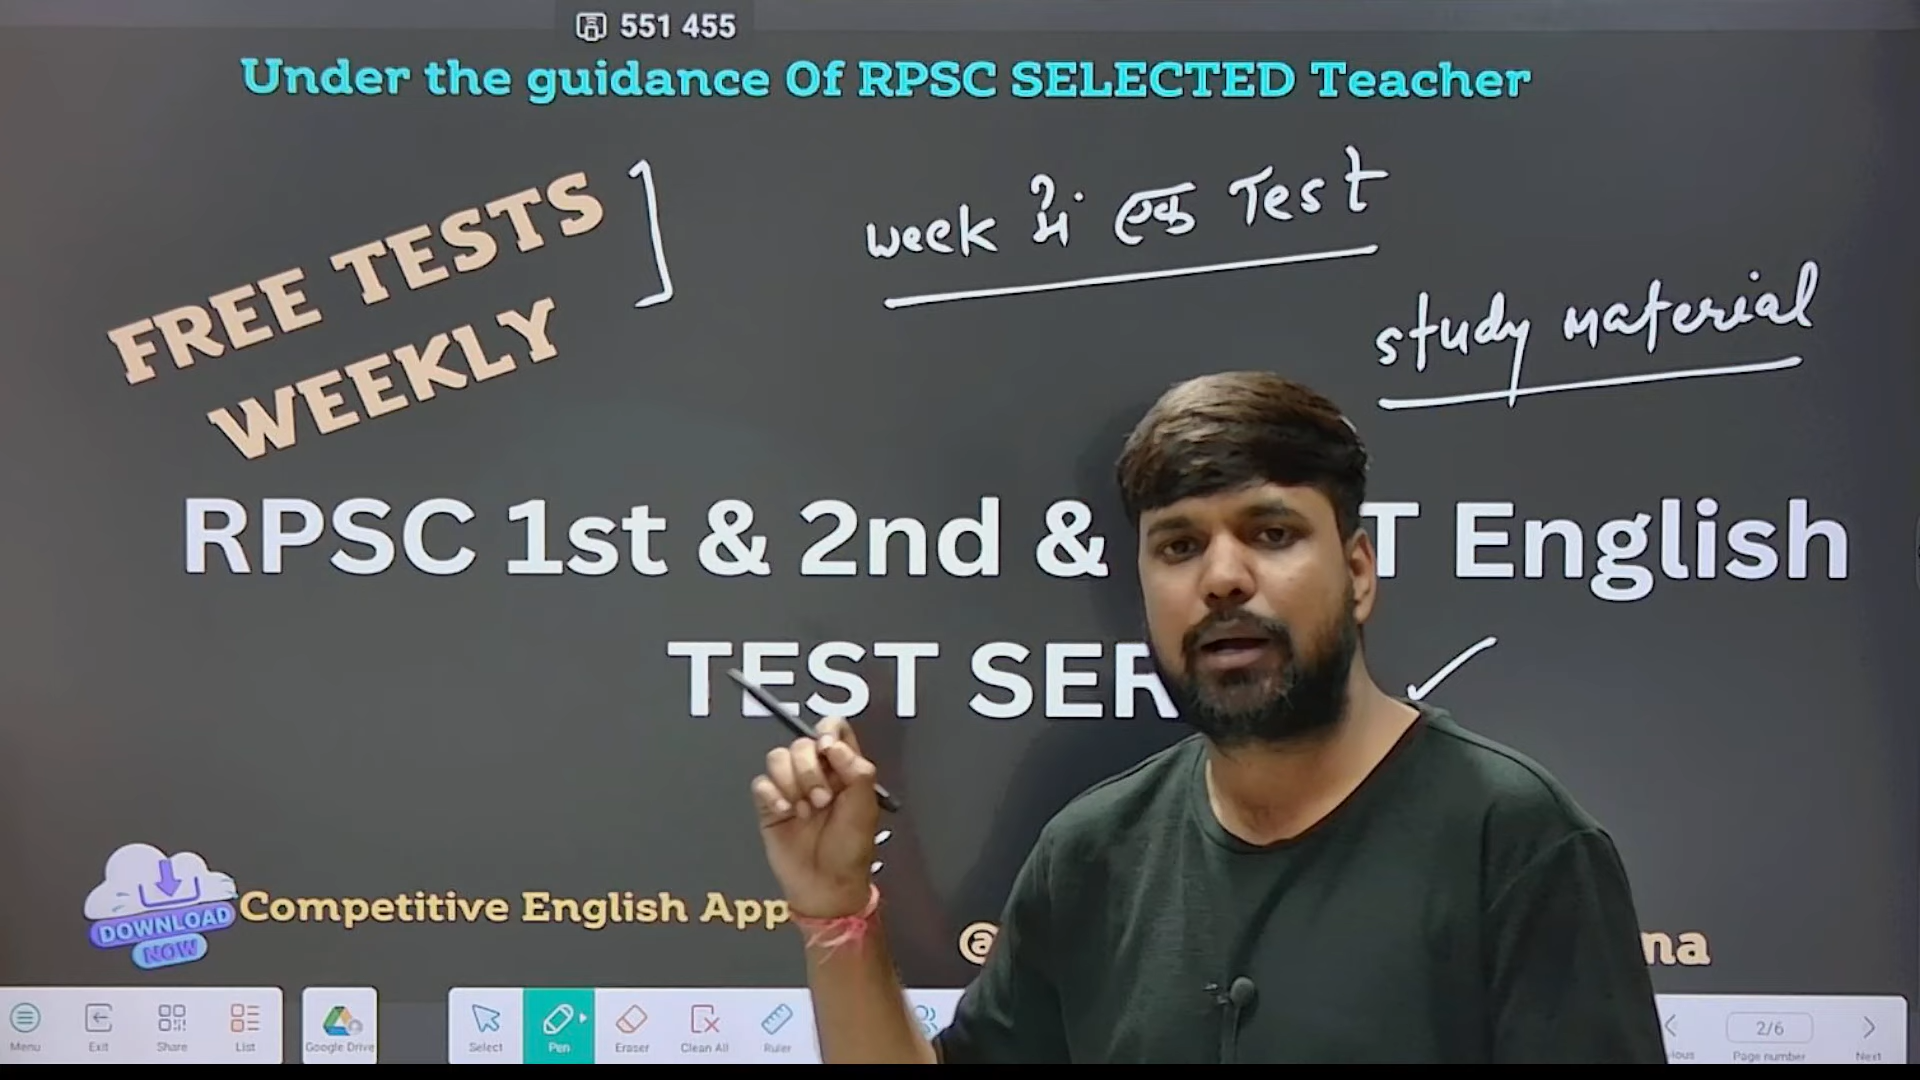 551 455
Under the guidance Of RPSC SELECTED Teacher
FREE TESTS
WEEKLY
week में एक Test
study material
RPSC 1st & 2nd & T English
TEST SER
DOWNLOAD
NOW
Competitive English App
@
ma
Menu
Exit
Share
List
Google Drive
Select
Pen
Eraser
Clean All
Ruler
2/6
Page number
Next